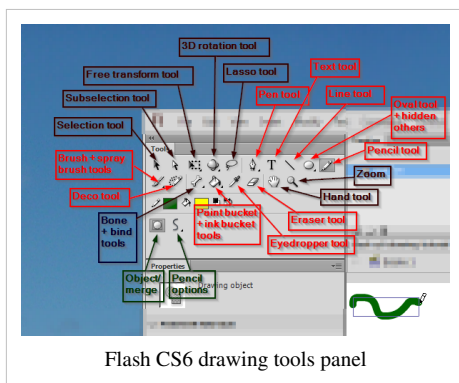 3D rotation tool
Free transform tool
Lasso tool
Text tool
Subselection tool
Pen tool
Line tool
Oval tool
+ hidden
others
Selection tool
Tool
Pencil tool
Brush + spray
brush tools
T
Zoom
Deco tool
Hand tool
Bone
+ bind
tools
Point bucket
+ ink bucket
tools
Eraser tool
Eyedropper tool
Object/
merge
Pencil
options
Properties
Drawing object
Flash CS6 drawing tools panel